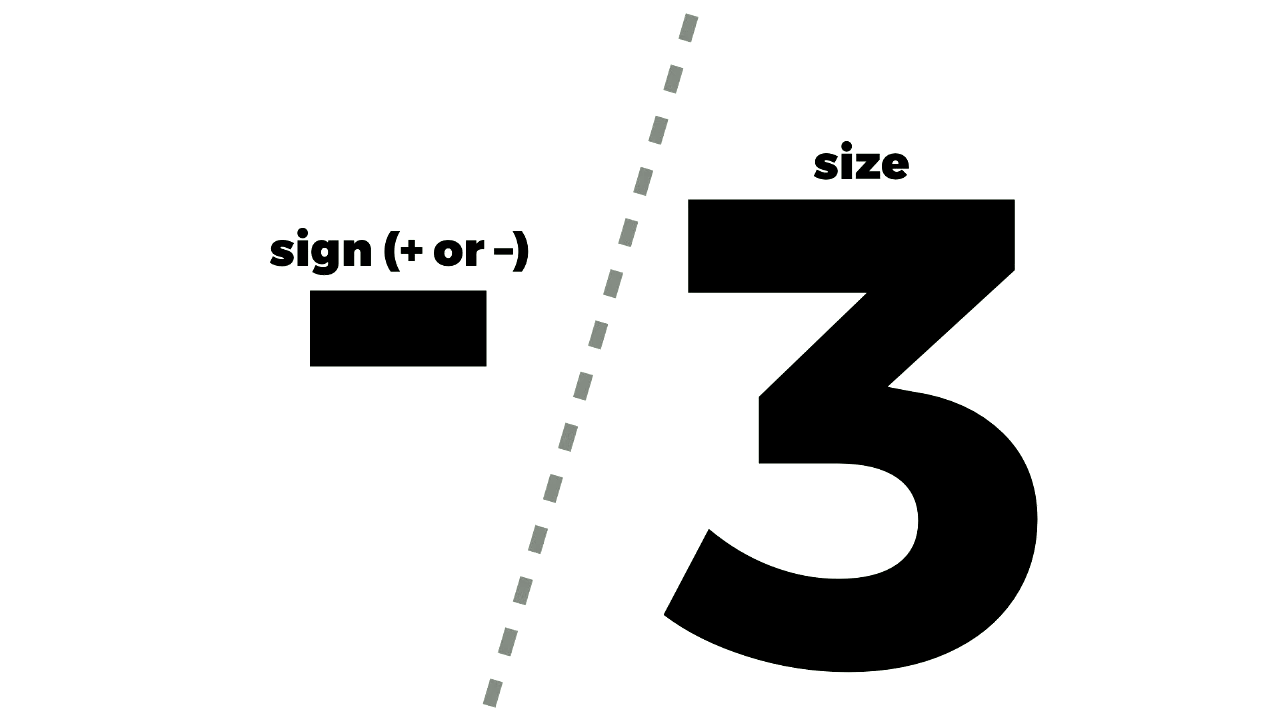 size
sign (+ or –)
– 3